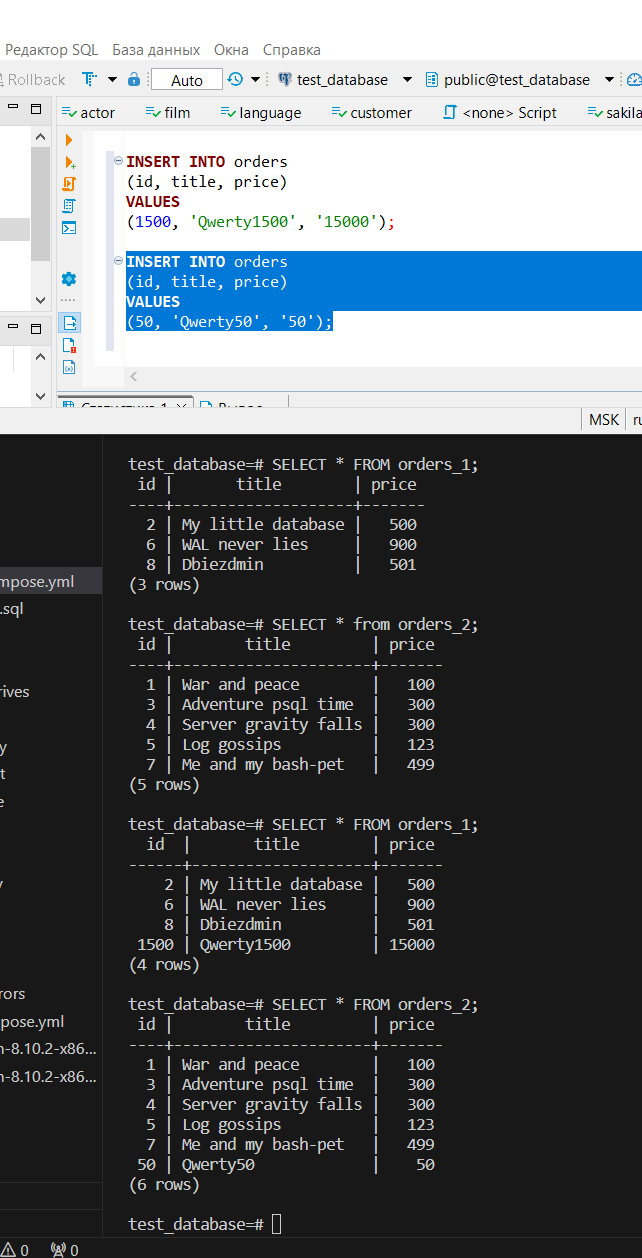 Редактор SQL База данных Окна Справка
Rollback Auto test_database public@test_database
actor film language customer <none> Script sakila
INSERT INTO orders
(id, title, price)
VALUES
(1500, 'Qwerty1500', '15000');
INSERT INTO orders
(id, title, price)
VALUES
(50, 'Qwerty50', '50');
Статистика 1
MSK ru
test_database=# SELECT * FROM orders_1;
 id |        title        | price
----+---------------------+-------
  2 | My little database |   500
  6 | WAL never lies     |   900
  8 | Dbiezdmin          |   501
(3 rows)
test_database=# SELECT * from orders_2;
 id |        title         | price
----+----------------------+-------
  1 | War and peace        |   100
  3 | Adventure psql time  |   300
  4 | Server gravity falls |   300
  5 | Log gossips          |   123
  7 | Me and my bash-pet   |   499
(5 rows)
test_database=# SELECT * FROM orders_1;
  id  |       title        | price
------+--------------------+-------
    2 | My little database |   500
    6 | WAL never lies     |   900
    8 | Dbiezdmin          |   501
 1500 | Qwerty1500         | 15000
(4 rows)
test_database=# SELECT * FROM orders_2;
 id |        title         | price
----+----------------------+-------
  1 | War and peace        |   100
  3 | Adventure psql time  |   300
  4 | Server gravity falls |   300
  5 | Log gossips          |   123
  7 | Me and my bash-pet   |   499
 50 | Qwerty50             |    50
(6 rows)
test_database=#
mpose.yml
.sql
rives
y
t
e
y
rors
pose.yml
n-8.10.2-x86...
n-8.10.2-x86...
0 0